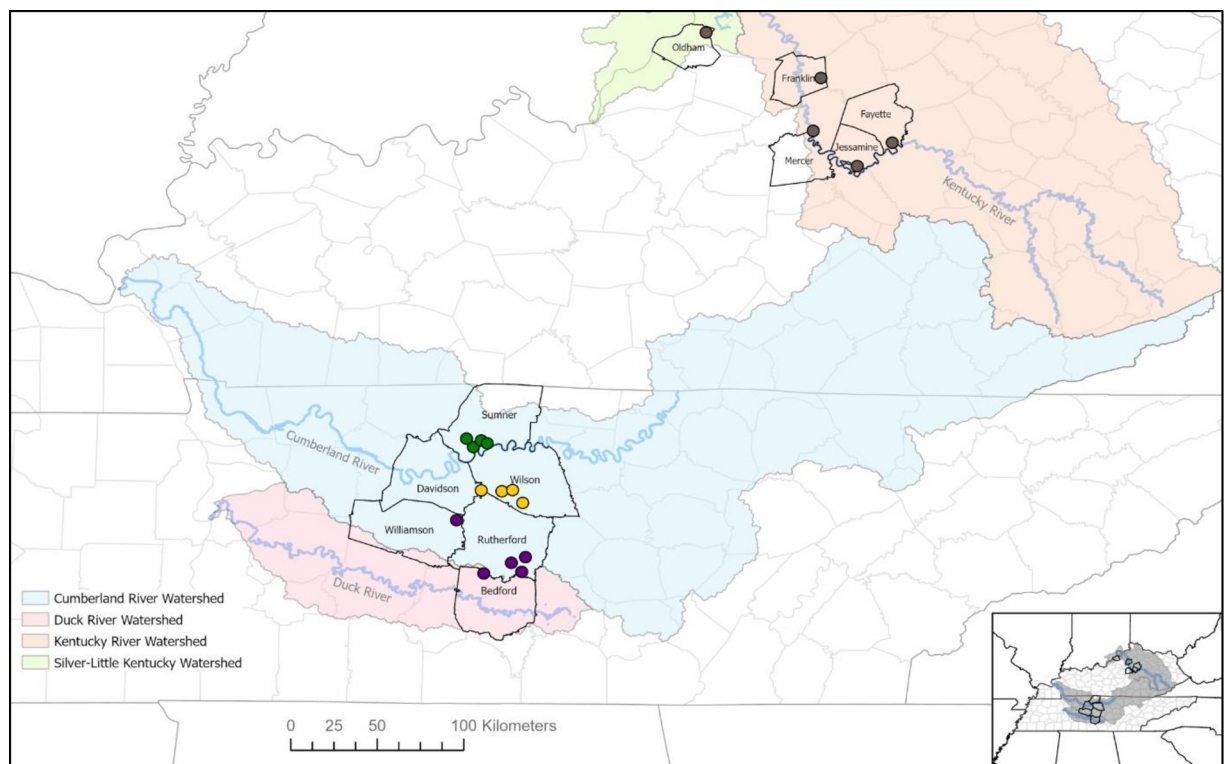 Oldham
Franklin
Fayette
Jessamine
Mercer
Kentucky River
Sumner
Cumberland River
Wilson
Davidson
Williamson
Rutherford
Duck River
Bedford
Cumberland River Watershed
Duck River Watershed
Kentucky River Watershed
Silver-Little Kentucky Watershed
0 25 50 100 Kilometers